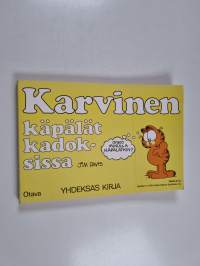 Karvinen
käpälät
kadok-
sissa
JIM DAVIS
Otava
YHDEKSÄS KIRJA